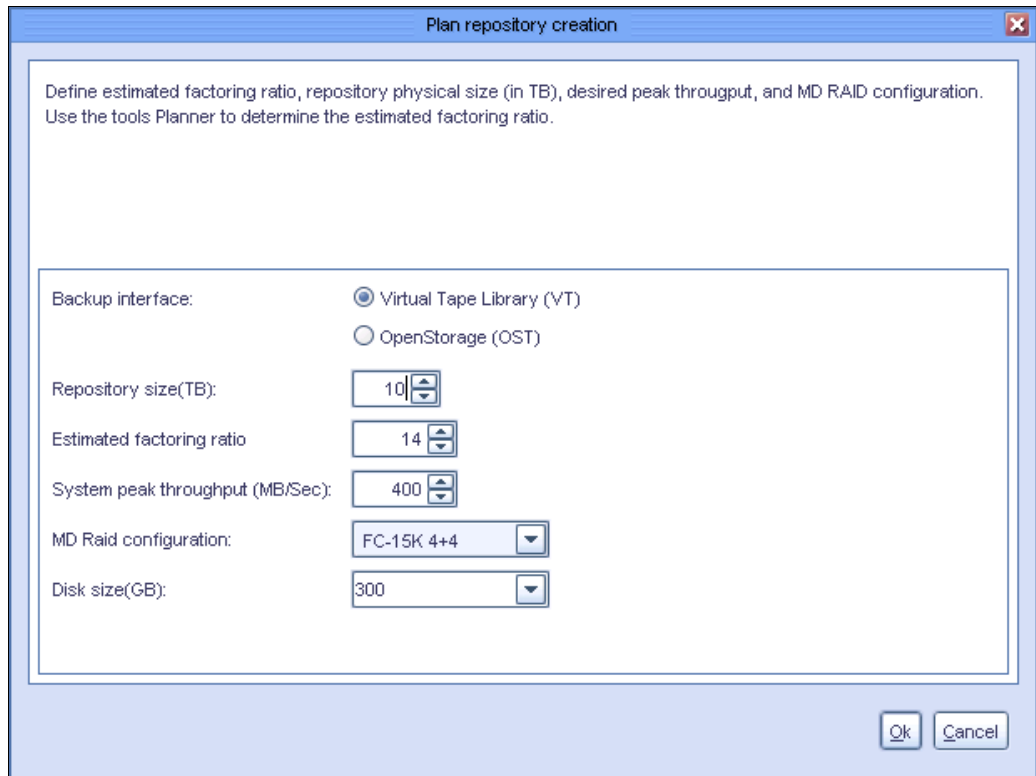 Plan repository creation
Define estimated factoring ratio, repository physical size (in TB), desired peak througput, and MD RAID configuration.
Use the tools Planner to determine the estimated factoring ratio.
Backup interface:
Virtual Tape Library (VT)
OpenStorage (OST)
Repository size(TB): 10
Estimated factoring ratio 14
System peak throughput (MB/Sec): 400
MD Raid configuration: FC-15K 4+4
Disk size(GB): 300
Ok Cancel